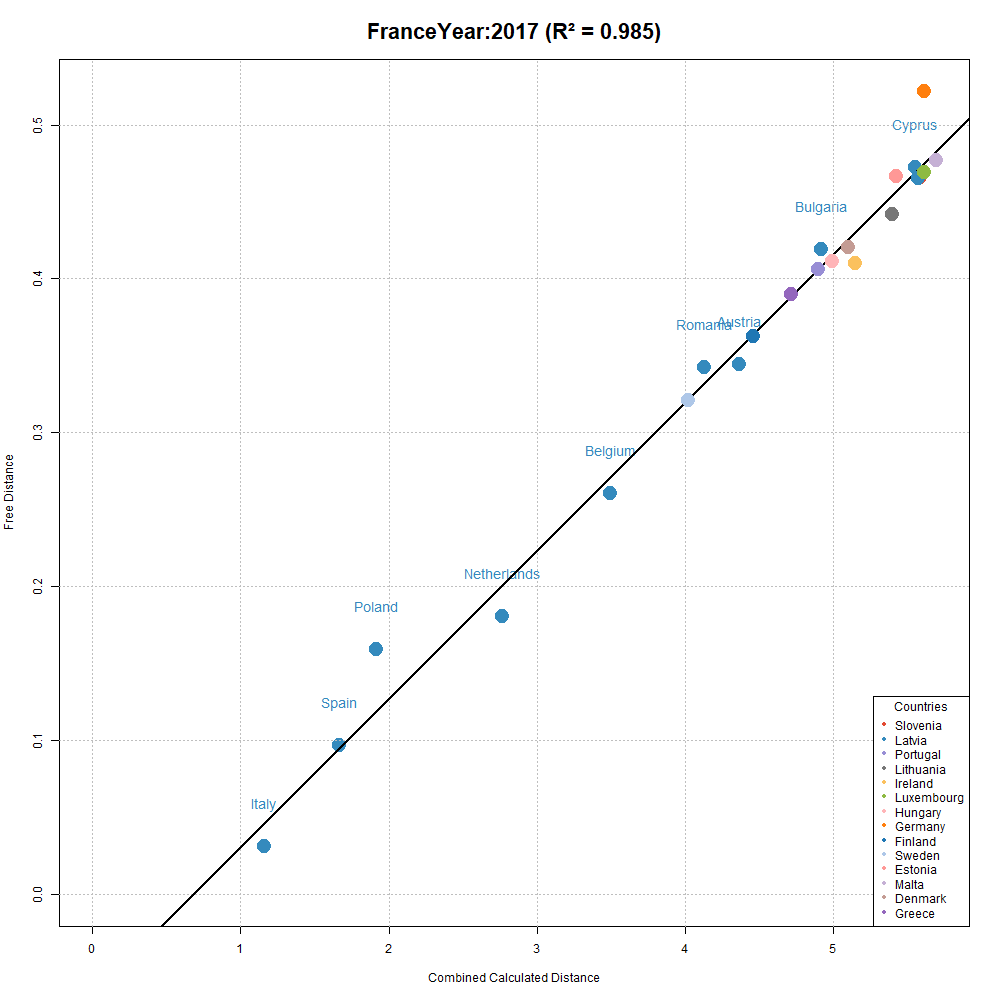 FranceYear:2017 (R² = 0.985)
Cyprus
Bulgaria
Romania
Austria
Belgium
Netherlands
Poland
Spain
Italy
0.5
0.4
0.3
0.2
0.1
0.0
Free Distance
0 1 2 3 4 5
Combined Calculated Distance
Countries
Slovenia
Latvia
Portugal
Lithuania
Ireland
Luxembourg
Hungary
Germany
Finland
Sweden
Estonia
Malta
Denmark
Greece